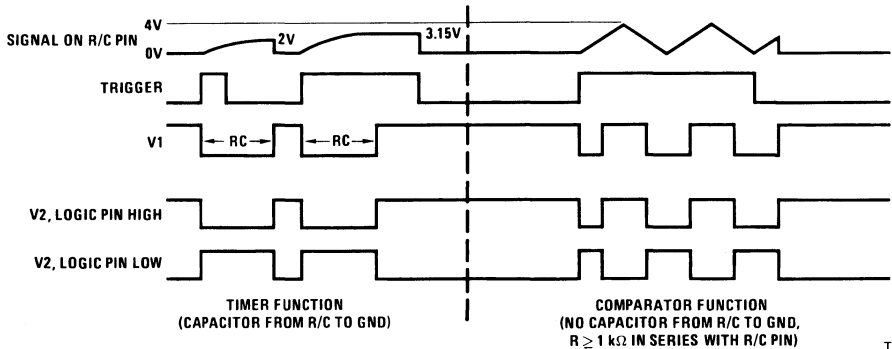 4V
SIGNAL ON R/C PIN
2V
3.15V
0V
TRIGGER
V1
RC
RC
V2, LOGIC PIN HIGH
V2, LOGIC PIN LOW
TIMER FUNCTION
(CAPACITOR FROM R/C TO GND)
COMPARATOR FUNCTION
(NO CAPACITOR FROM R/C TO GND,
R ≥ 1 kΩ IN SERIES WITH R/C PIN)
T